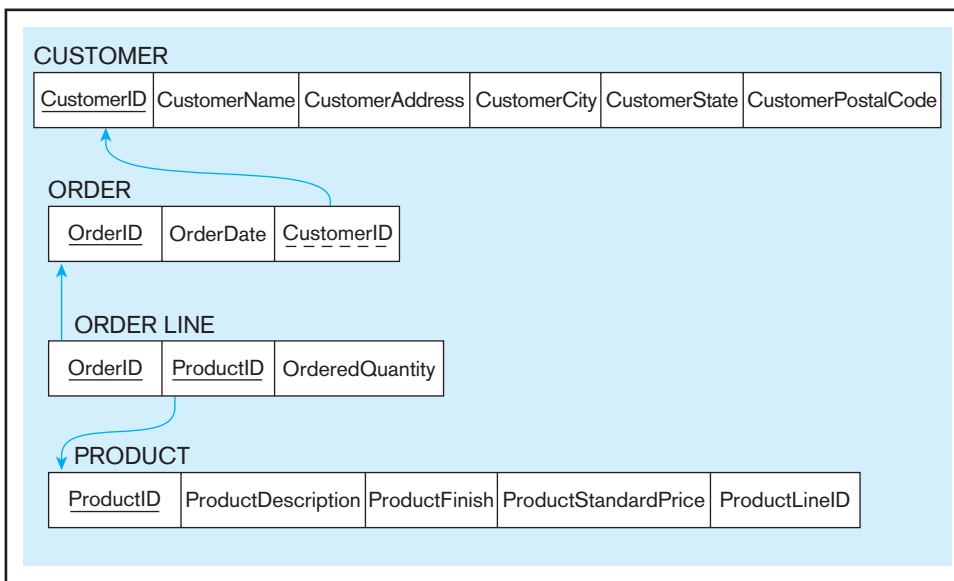 CUSTOMER
CustomerID CustomerName CustomerAddress CustomerCity CustomerState CustomerPostalCode
ORDER
OrderID OrderDate CustomerID
ORDER LINE
OrderID ProductID OrderedQuantity
PRODUCT
ProductID ProductDescription ProductFinish ProductStandardPrice ProductLineID